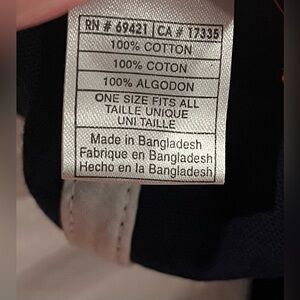 RN # 69421 CA # 17335
100% COTTON
100% COTON
100% ALGODON
ONE SIZE FITS ALL
TAILLE UNIQUE
UNI TAILLE
Made in Bangladesh
Fabrique en Bangladesh
Hecho en la Bangladesh